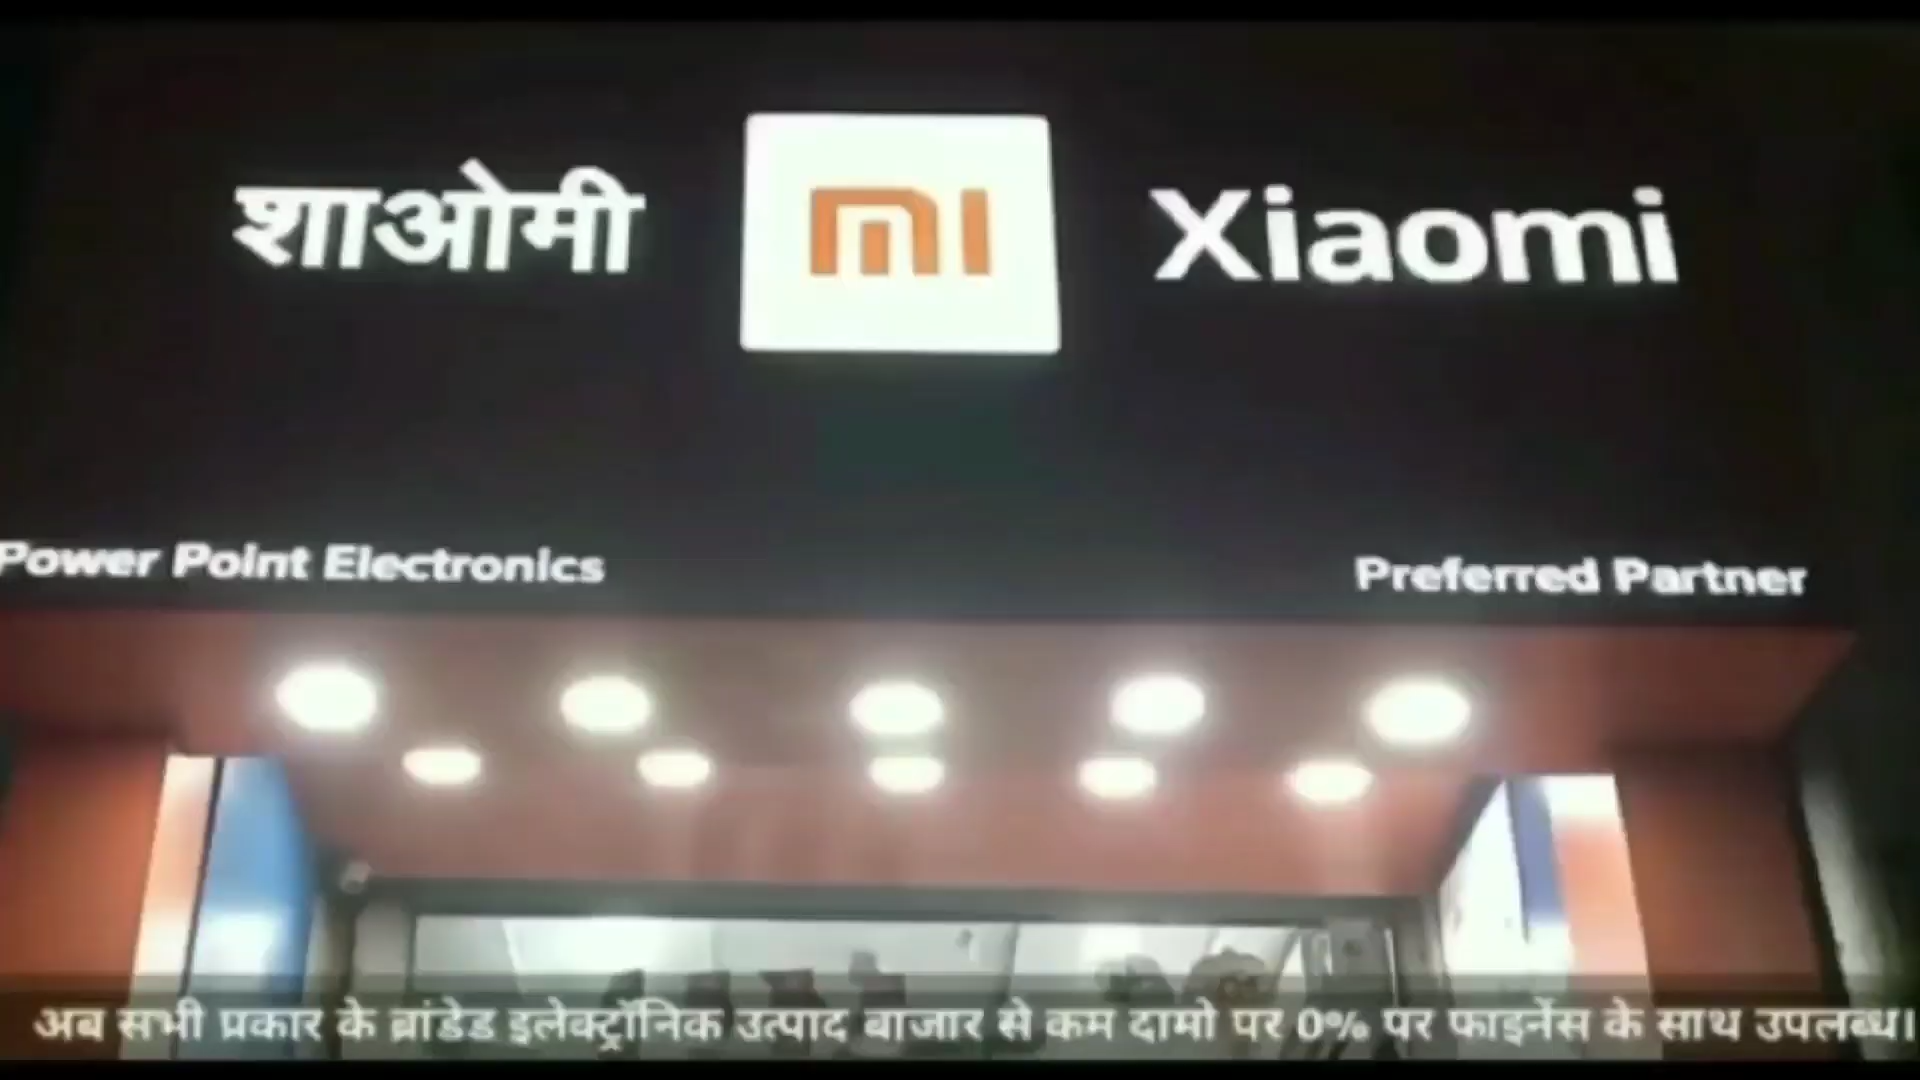 शाओमी mi Xiaomi
Power Point Electronics Preferred Partner
अब सभी प्रकार के ब्रांडेड इलेक्ट्रॉनिक उत्पाद बाजार से कम दामो पर 0% पर फाइनेंस के साथ उपलब्ध।